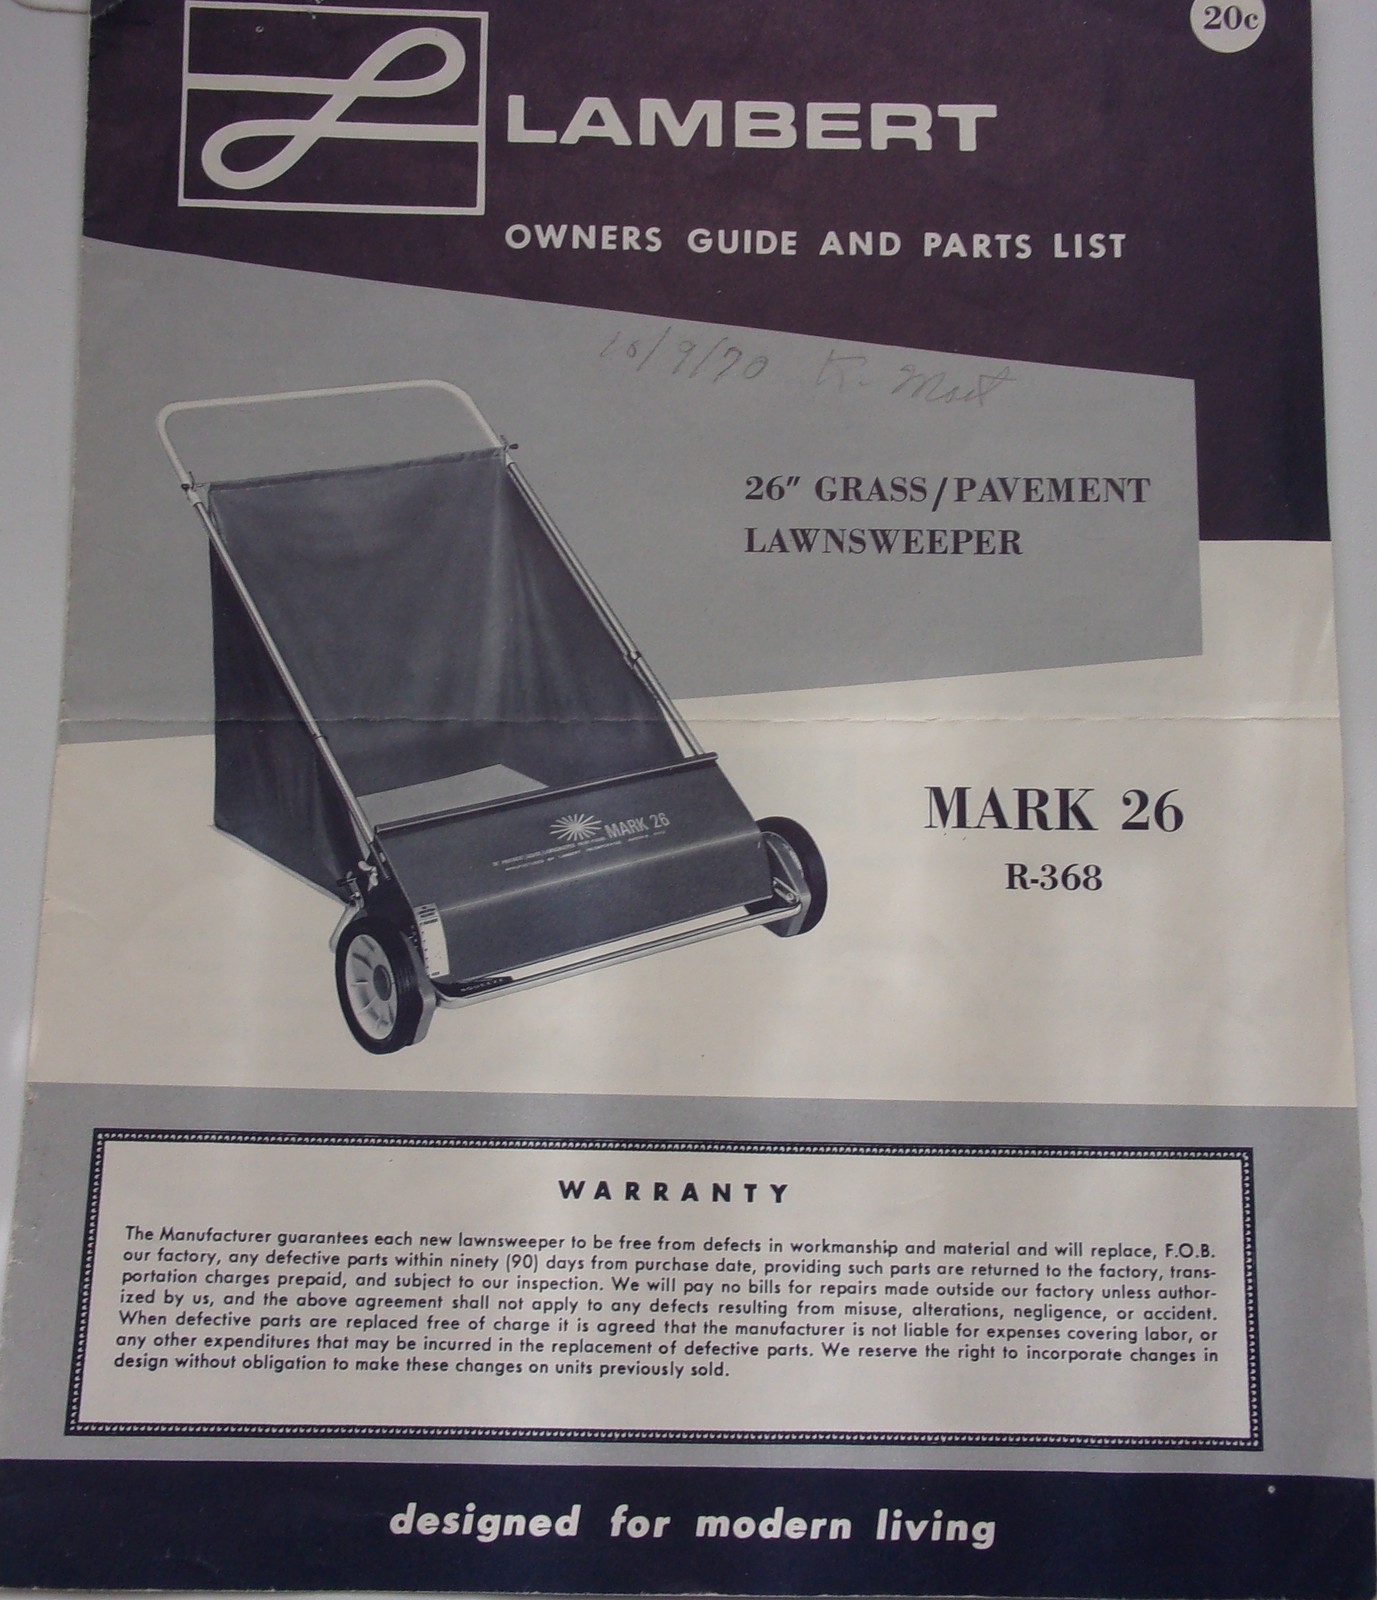 20c
LAMBERT
OWNERS GUIDE AND PARTS LIST
10/9/70 K-Mart
26" GRASS/PAVEMENT
LAWNSWEEPER
MARK 26
R-368
MARK 26
WARRANTY
The Manufacturer guarantees each new lawnsweeper to be free from defects in workmanship and material and will replace, F.O.B.
our factory, any defective parts within ninety (90) days from purchase date, providing such parts are returned to the factory, trans-
portation charges prepaid, and subject to our inspection. We will pay no bills for repairs made outside our factory unless author-
ized by us, and the above agreement shall not apply to any defects resulting from misuse, alterations, negligence, or accident.
When defective parts are replaced free of charge it is agreed that the manufacturer is not liable for expenses covering labor, or
any other expenditures that may be incurred in the replacement of defective parts. We reserve the right to incorporate changes in
design without obligation to make these changes on units previously sold.
designed for modern living